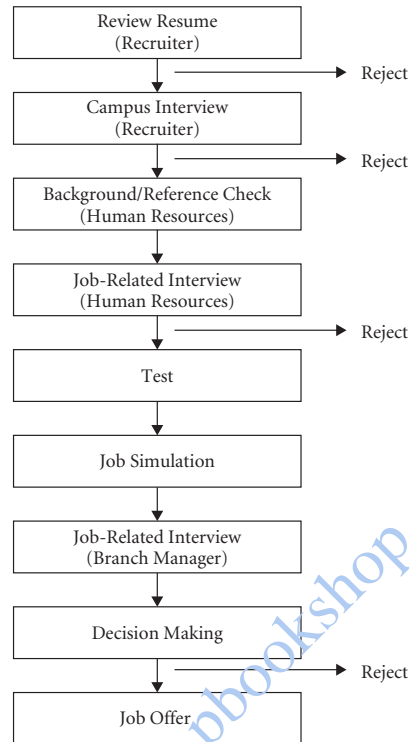 Review Resume
(Recruiter)
Reject
Campus Interview
(Recruiter)
Reject
Background/Reference Check
(Human Resources)
Job-Related Interview
(Human Resources)
Reject
Test
Job Simulation
Job-Related Interview
(Branch Manager)
Decision Making
Reject
Job Offer
pbookshop